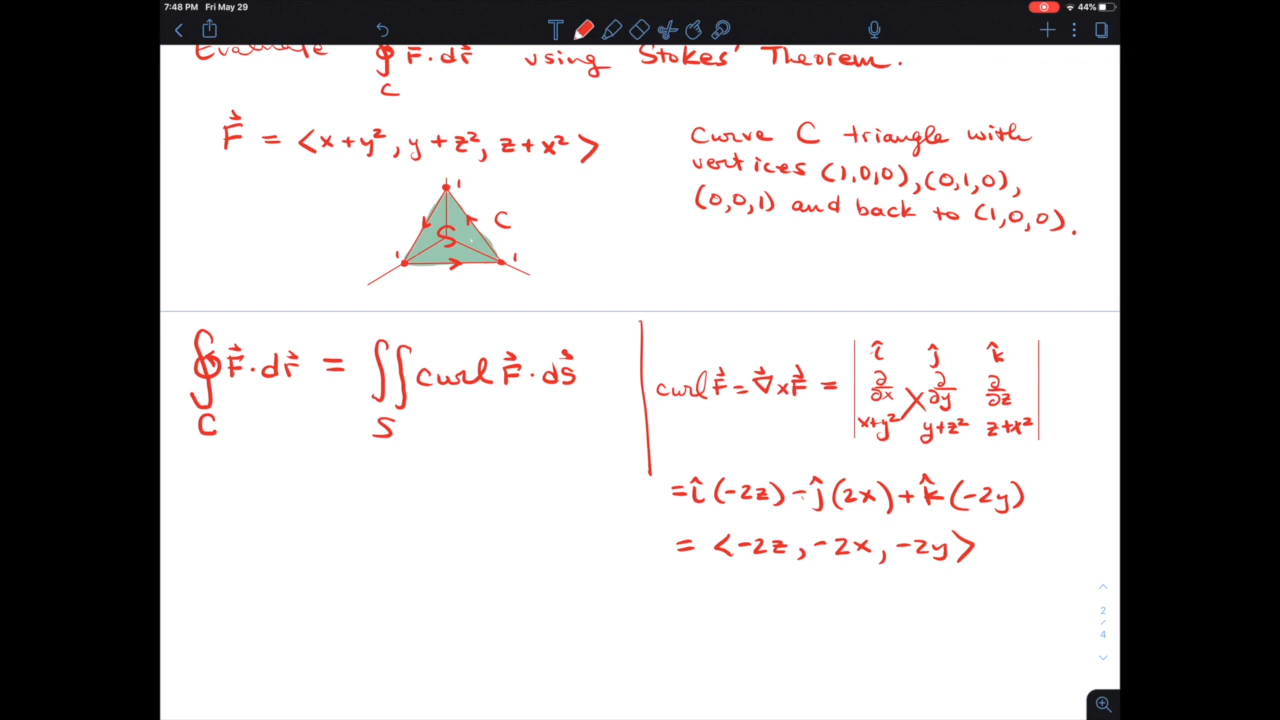 7:48 PM Fri May 29
44%
T
Evaluate ∮ F⃗·dr⃗ using Stokes' Theorem.
C
F⃗ = <x+y², y+z², z+x²>
Curve C triangle with
vertices (1,0,0), (0,1,0),
(0,0,1) and back to (1,0,0).
1
C
S
1
1
∮ F⃗·dr⃗ = ∬ curl F⃗·dS⃗
C S
curl F⃗ = ∇⃗×F⃗ =
î ĵ k̂
∂/∂x ∂/∂y ∂/∂z
x+y² y+z² z+x²
= î(-2z) - ĵ(2x) + k̂(-2y)
= <-2z, -2x, -2y>
2
/
4